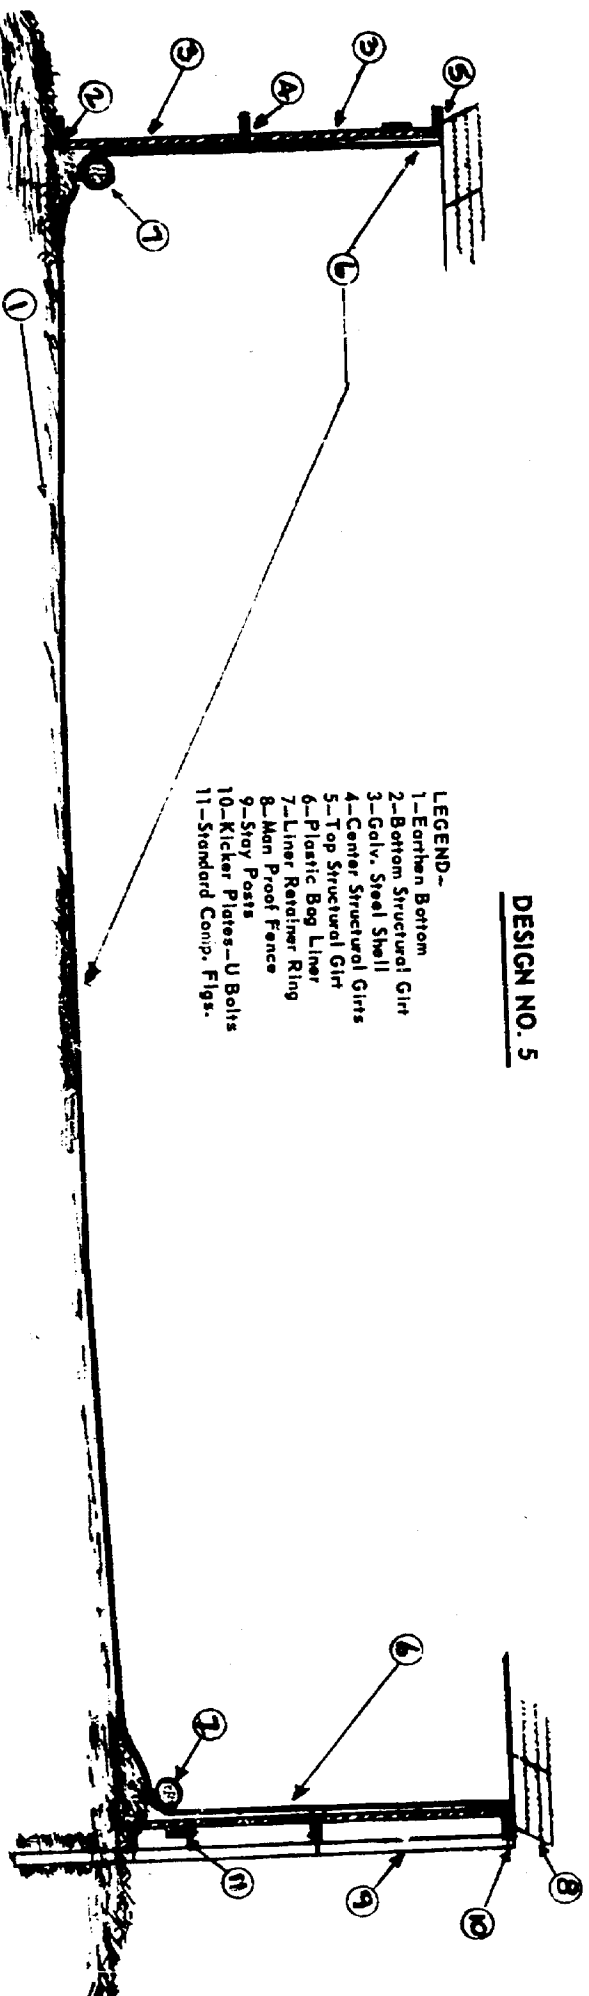 DESIGN NO. 5
LEGEND-
1-Earthen Bottom
2-Bottom Structural Girt
3-Galv. Steel Shell
4-Center Structural Girts
5-Top Structural Girt
6-Plastic Bag Liner
7-Liner Retainer Ring
8-Man Proof Fence
9-Stay Posts
10-Kicker Plates-U Bolts
11-Standard Comp. Flgs.
5
3
4
3
2
7
6
1
6
7
8
10
9
11